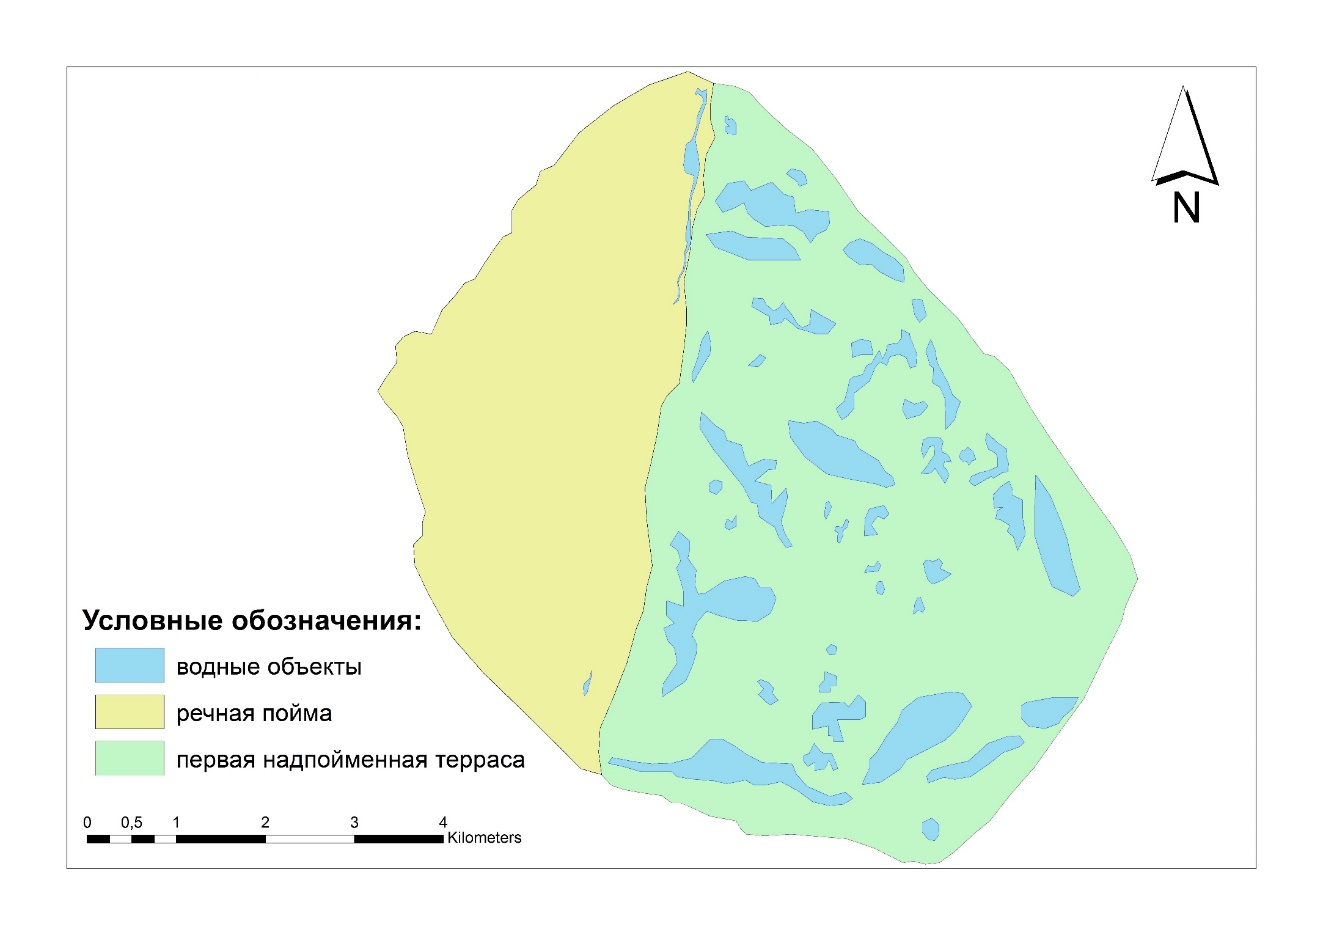 N
Условные обозначения:
водные объекты
речная пойма
первая надпойменная терраса
0 0,5 1 2 3 4
Kilometers